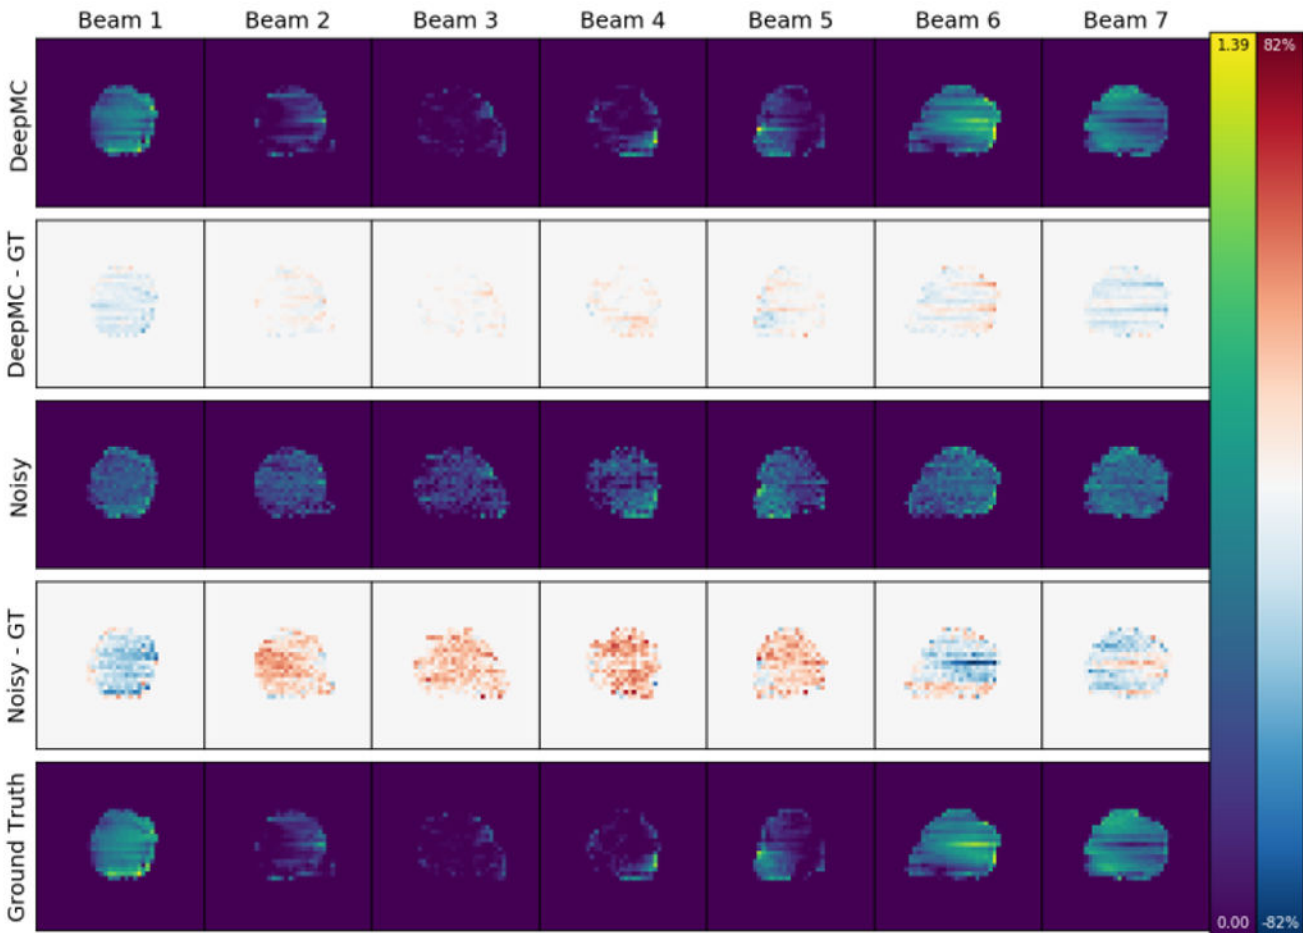 Beam 1 Beam 2 Beam 3 Beam 4 Beam 5 Beam 6 Beam 7
1.39 82%
DeepMC
DeepMC - GT
Noisy
Noisy - GT
Ground Truth
0.00 -82%